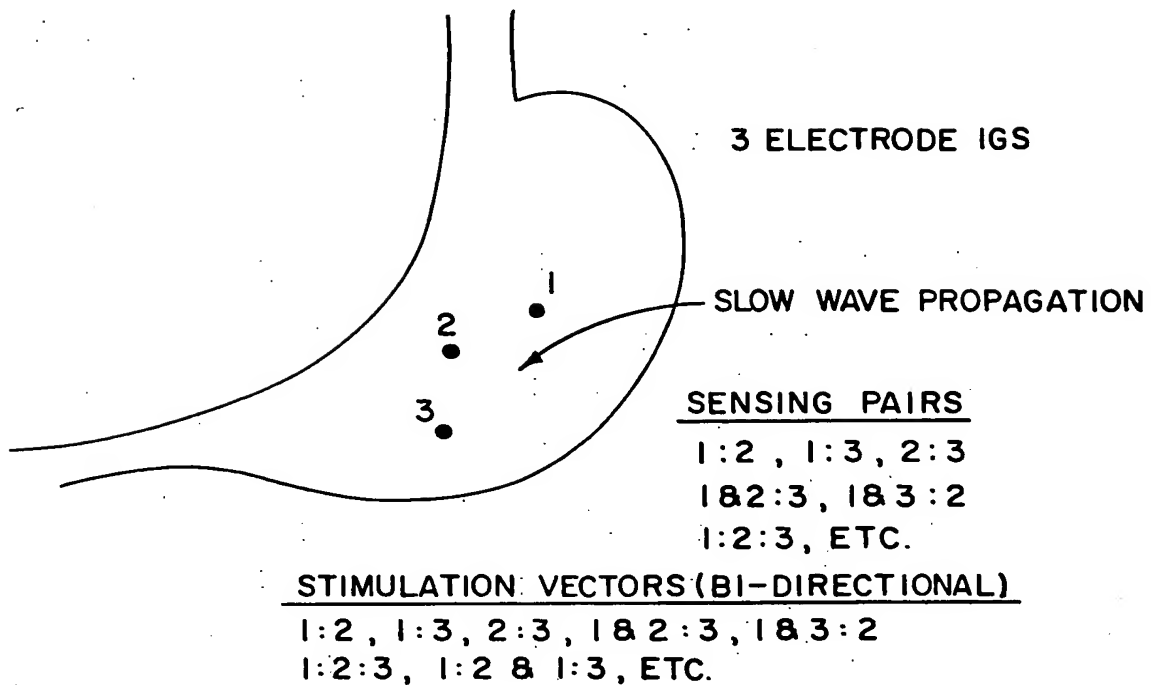 3 ELECTRODE IGS
1
SLOW WAVE PROPAGATION
2
3
SENSING PAIRS
1:2, 1:3, 2:3
1&2:3, 1&3:2
1:2:3, ETC.
STIMULATION VECTORS (BI-DIRECTIONAL)
1:2, 1:3, 2:3, 1&2:3, 1&3:2
1:2:3, 1:2 & 1:3, ETC.